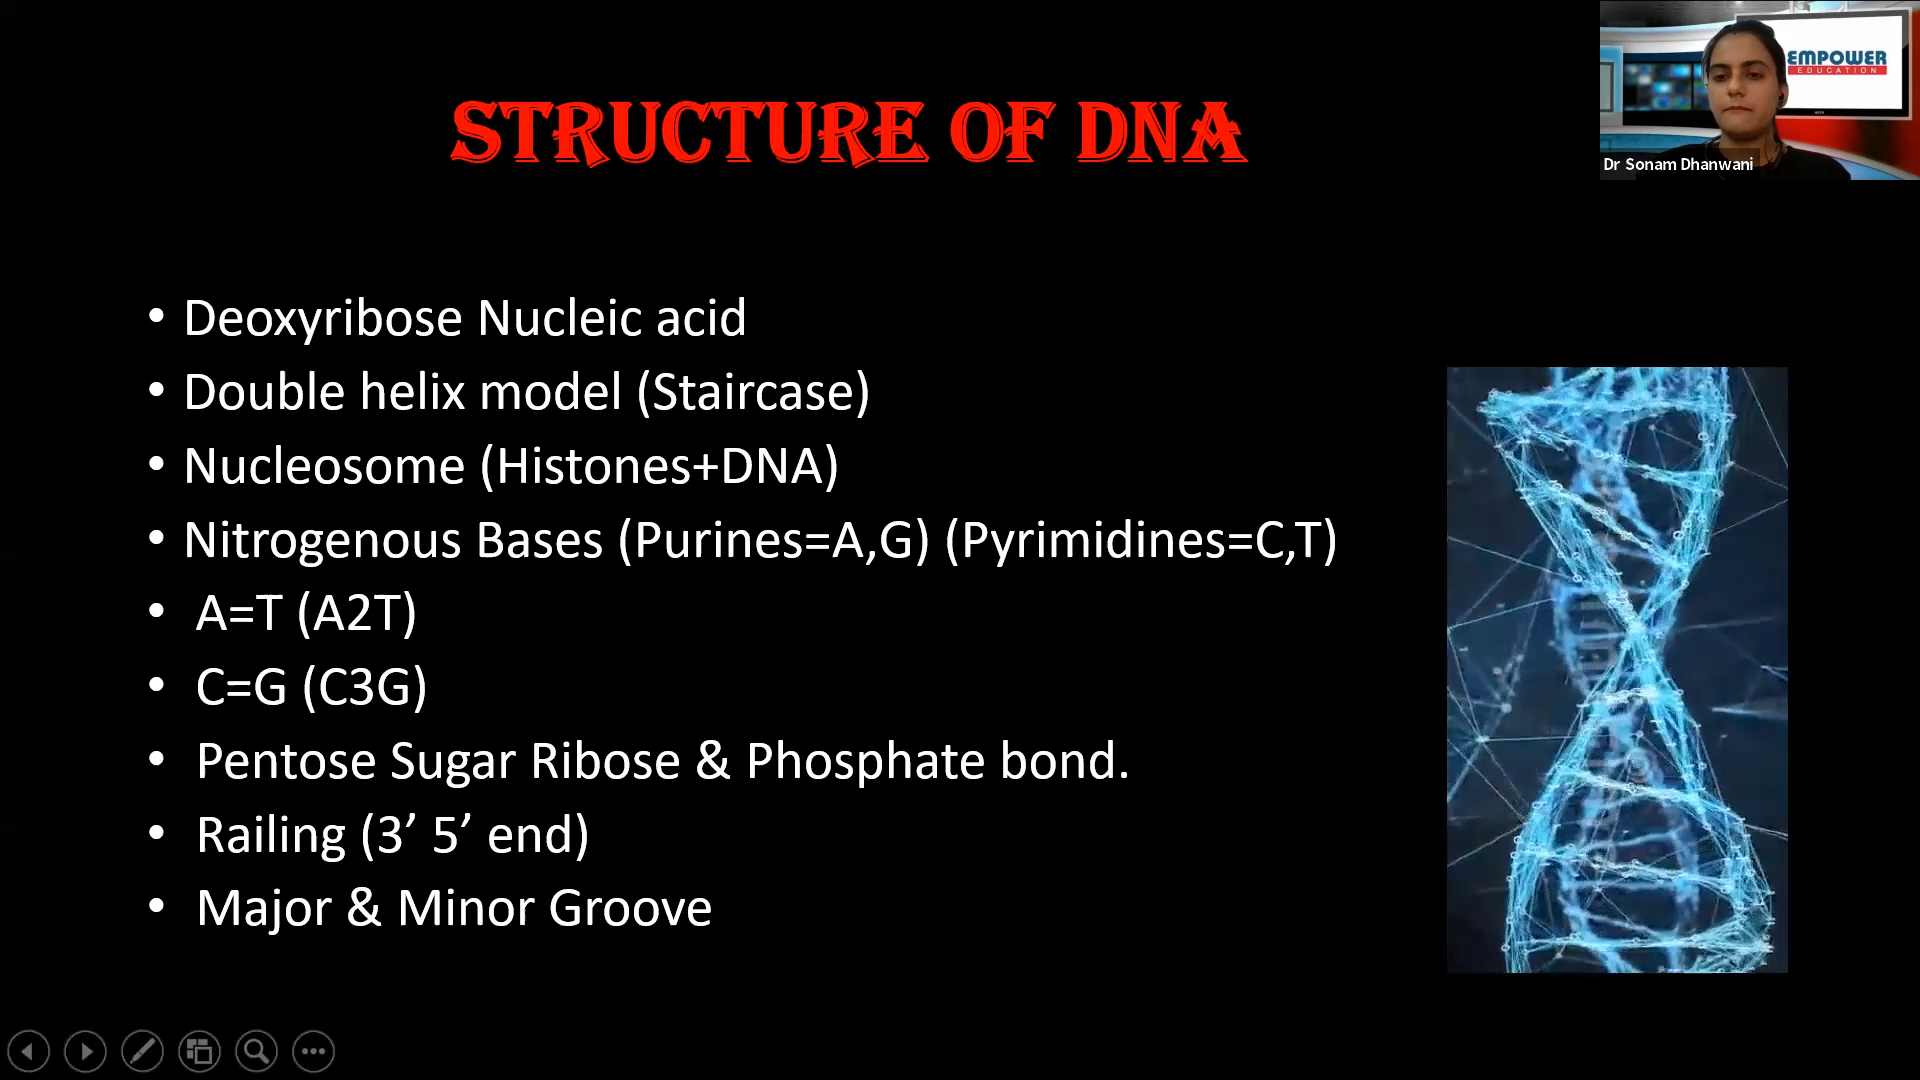 EMPOWER
EDUCATION
Dr Sonam Dhanwani
STRUCTURE OF DNA
• Deoxyribose Nucleic acid
• Double helix model (Staircase)
• Nucleosome (Histones+DNA)
• Nitrogenous Bases (Purines=A,G) (Pyrimidines=C,T)
• A=T (A2T)
• C=G (C3G)
• Pentose Sugar Ribose & Phosphate bond.
• Railing (3’ 5’ end)
• Major & Minor Groove